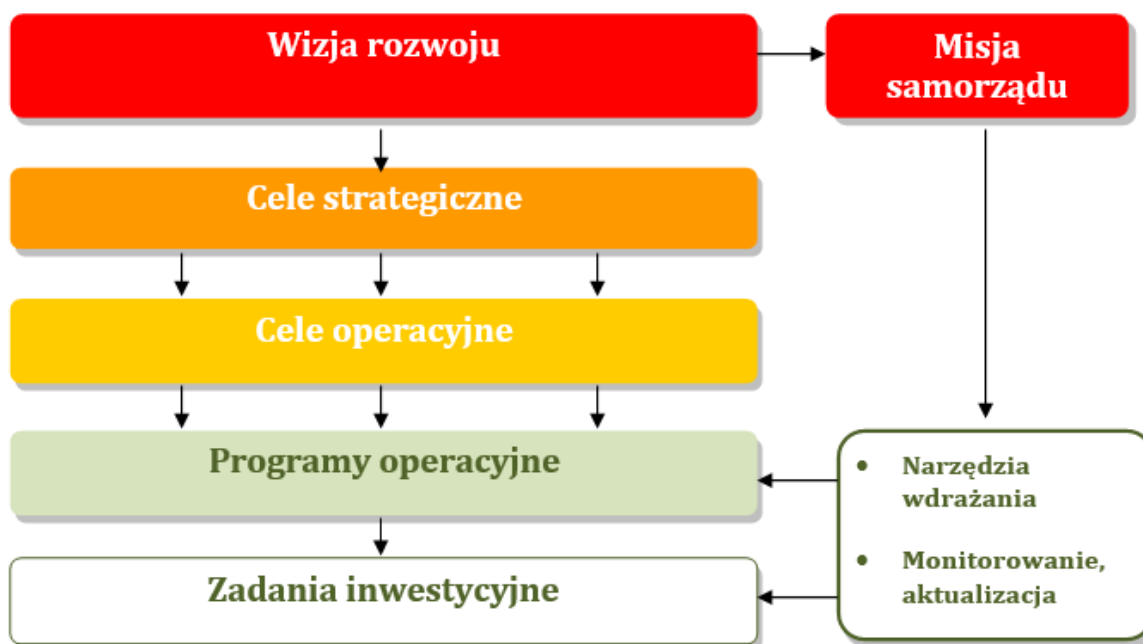 Wizja rozwoju
Misja
samorządu
Cele strategiczne
Cele operacyjne
Programy operacyjne
Zadania inwestycyjne
• Narzędzia
wdrażania
• Monitorowanie,
aktualizacja